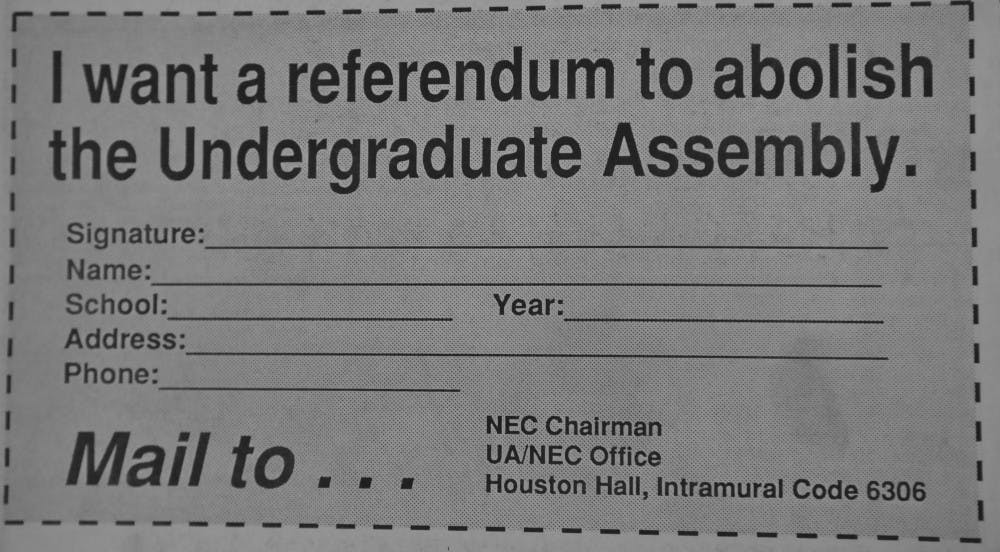 I want a referendum to abolish
the Undergraduate Assembly.
Signature:
Name:
School: Year:
Address:
Phone:
Mail to . . .
NEC Chairman
UA/NEC Office
Houston Hall, Intramural Code 6306